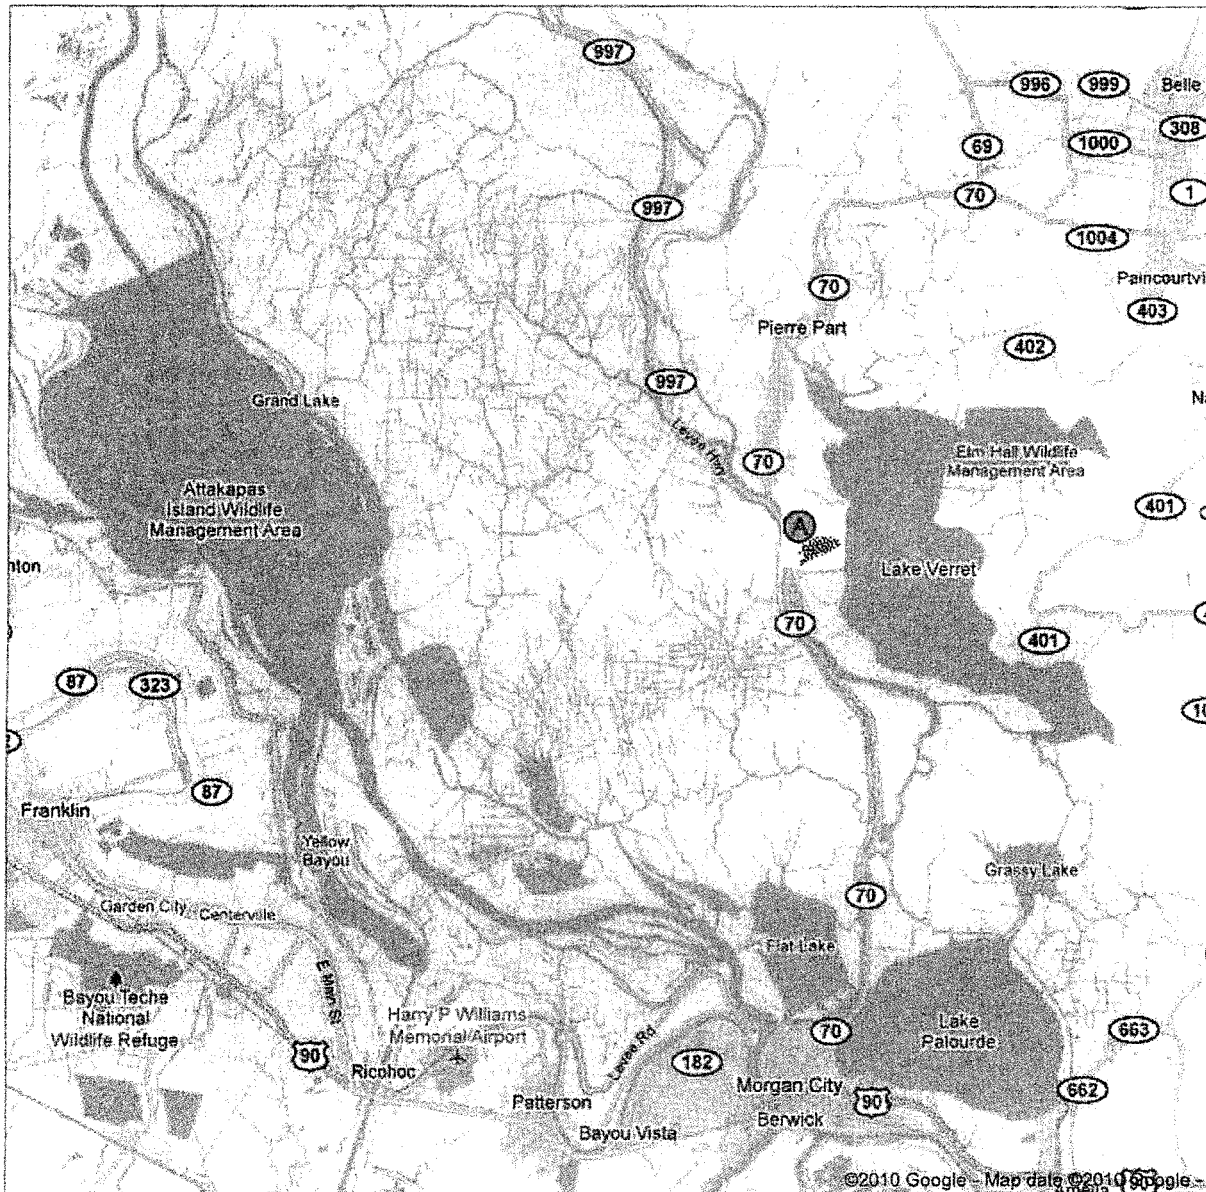 997
996
999
Belle
308
69
1000
1
997
70
1004
70
Paincourtvi
403
Pierre Part
402
997
Grand Lake
Levee Hwy
70
Elm Hall Wildlife
Management Area
Attakapas
Island Wildlife
Management Area
401
A
nton
Lake Verret
70
401
87
323
87
Franklin
Yellow
Bayou
Grassy Lake
70
Garden City
Centerville
Flat Lake
E Main St
Bayou Teche
National
Wildlife Refuge
Harry P Williams
Memorial Airport
Levee Rd
70
Lake
Palourde
663
90
Ricohoc
182
Morgan City
662
Patterson
90
Berwick
Bayou Vista
©2010 Google - Map data ©2010 Google -
90